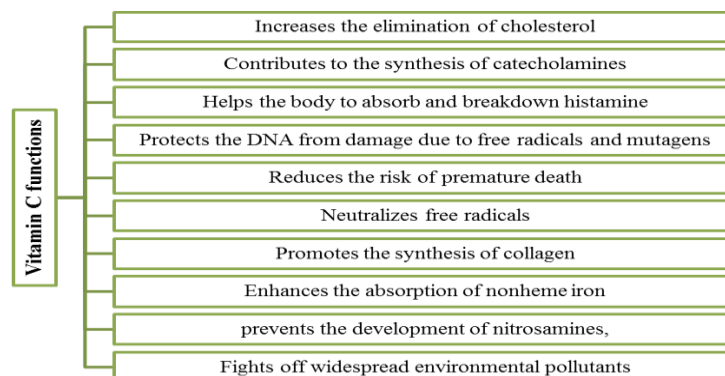 Vitamin C functions
Increases the elimination of cholesterol
Contributes to the synthesis of catecholamines
Helps the body to absorb and breakdown histamine
Protects the DNA from damage due to free radicals and mutagens
Reduces the risk of premature death
Neutralizes free radicals
Promotes the synthesis of collagen
Enhances the absorption of nonheme iron
prevents the development of nitrosamines,
Fights off widespread environmental pollutants